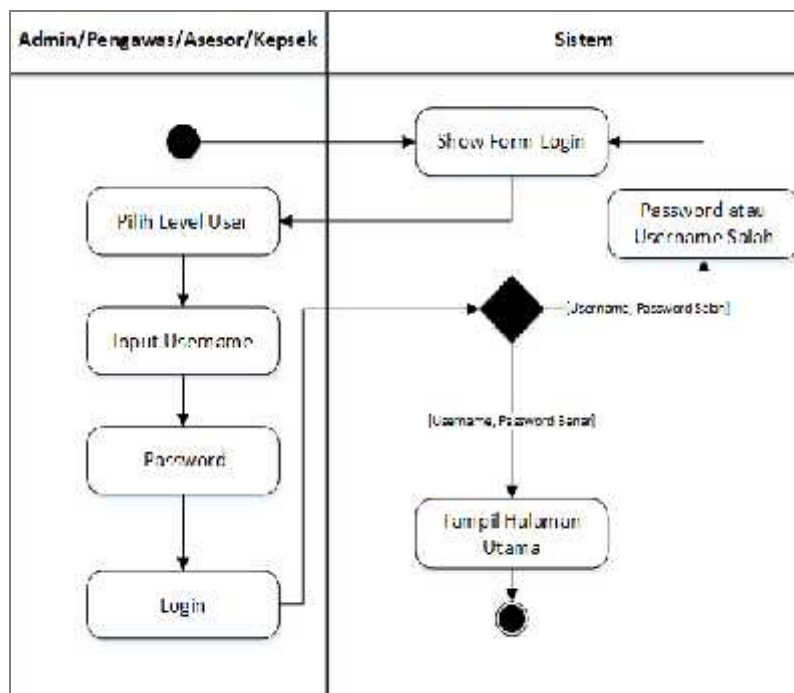 Admin/Pengawas/Asesor/Kepsek
Sistem
Show Form Login
Pilih Level User
Password atau
Username Salah
Input Username
[Username, Password Salah]
Password
[Username, Password Benar]
Tampil Halaman
Utama
Login